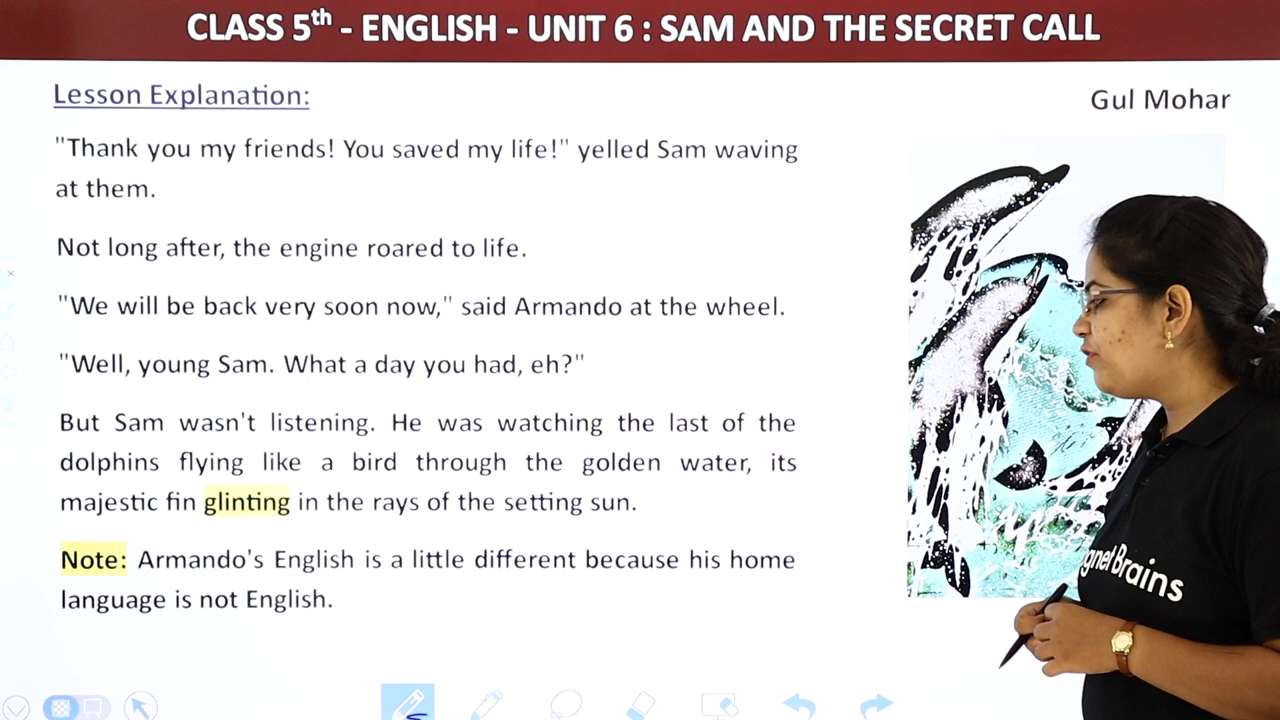 CLASS 5th - ENGLISH - UNIT 6 : SAM AND THE SECRET CALL
Lesson Explanation:
Gul Mohar
"Thank you my friends! You saved my life!" yelled Sam waving
at them.
Not long after, the engine roared to life.
"We will be back very soon now," said Armando at the wheel.
"Well, young Sam. What a day you had, eh?"
But Sam wasn't listening. He was watching the last of the
dolphins flying like a bird through the golden water, its
majestic fin glinting in the rays of the setting sun.
Note: Armando's English is a little different because his home
language is not English.
gnet Brains